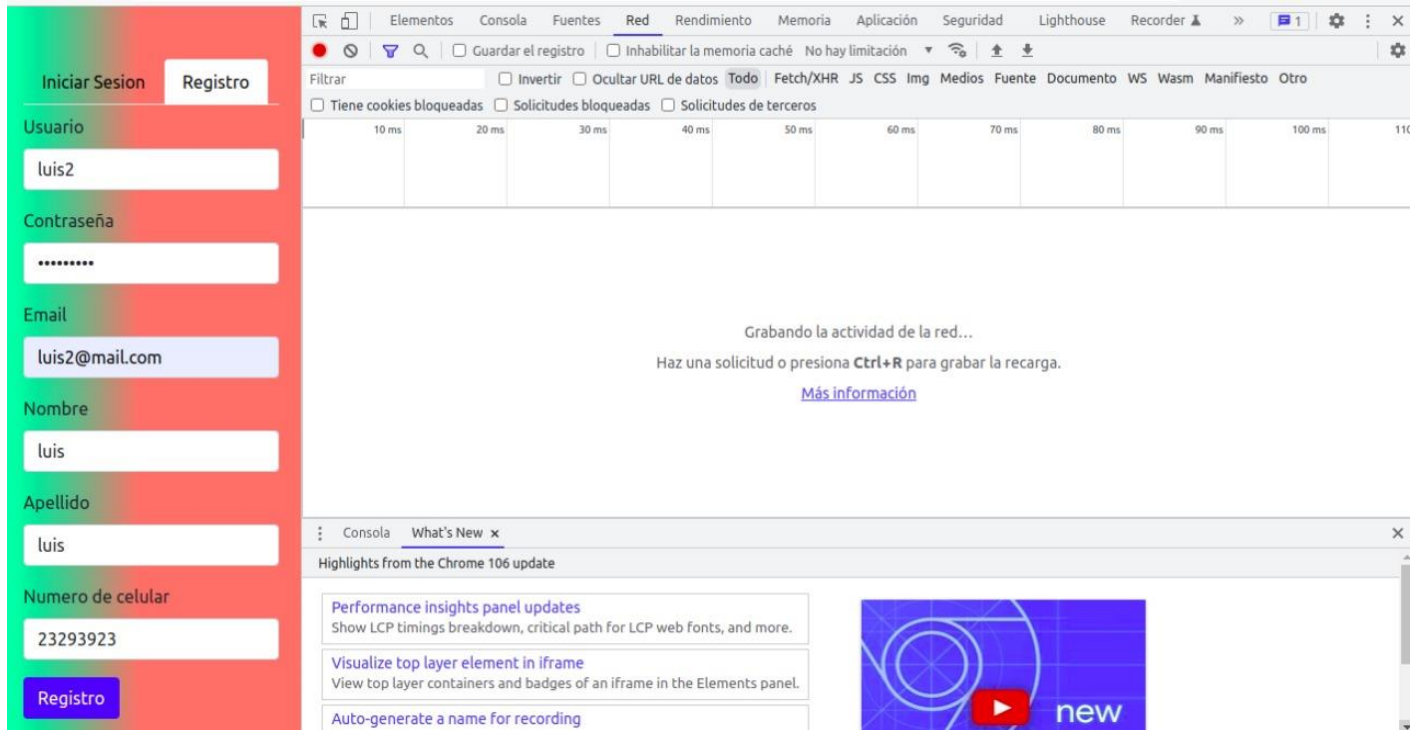 Iniciar Sesion Registro
Usuario
luis2
Contraseña
•••••••••
Email
luis2@mail.com
Nombre
luis
Apellido
luis
Numero de celular
23293923
Registro
Elementos Consola Fuentes Red Rendimiento Memoria Aplicación Seguridad Lighthouse Recorder » 1
Guardar el registro Inhabilitar la memoria caché No hay limitación
Filtrar Invertir Ocultar URL de datos Todo Fetch/XHR JS CSS Img Medios Fuente Documento WS Wasm Manifiesto Otro
Tiene cookies bloqueadas Solicitudes bloqueadas Solicitudes de terceros
10 ms 20 ms 30 ms 40 ms 50 ms 60 ms 70 ms 80 ms 90 ms 100 ms 110
Grabando la actividad de la red...
Haz una solicitud o presiona Ctrl+R para grabar la recarga.
Más información
Consola What's New
Highlights from the Chrome 106 update
Performance insights panel updates
Show LCP timings breakdown, critical path for LCP web fonts, and more.
Visualize top layer element in iframe
View top layer containers and badges of an iframe in the Elements panel.
Auto-generate a name for recording
new